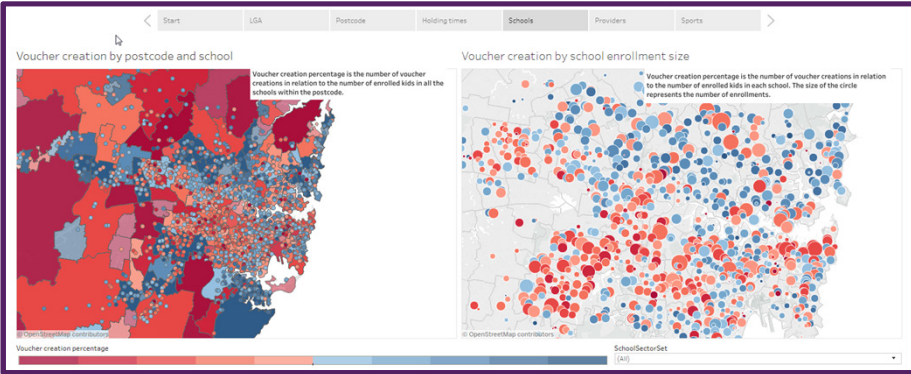 Start LGA Postcode Holding times Schools Providers Sports
Voucher creation by postcode and school
Voucher creation percentage is the number of voucher
creations in relation to the number of enrolled kids in all the
schools within the postcode.
© OpenStreetMap contributors
Voucher creation by school enrollment size
Voucher creation percentage is the number of voucher creations in relation
to the number of enrolled kids in each school. The size of the circle
represents the number of enrollments.
© OpenStreetMap contributors
Voucher creation percentage
SchoolSectorSet
(All)